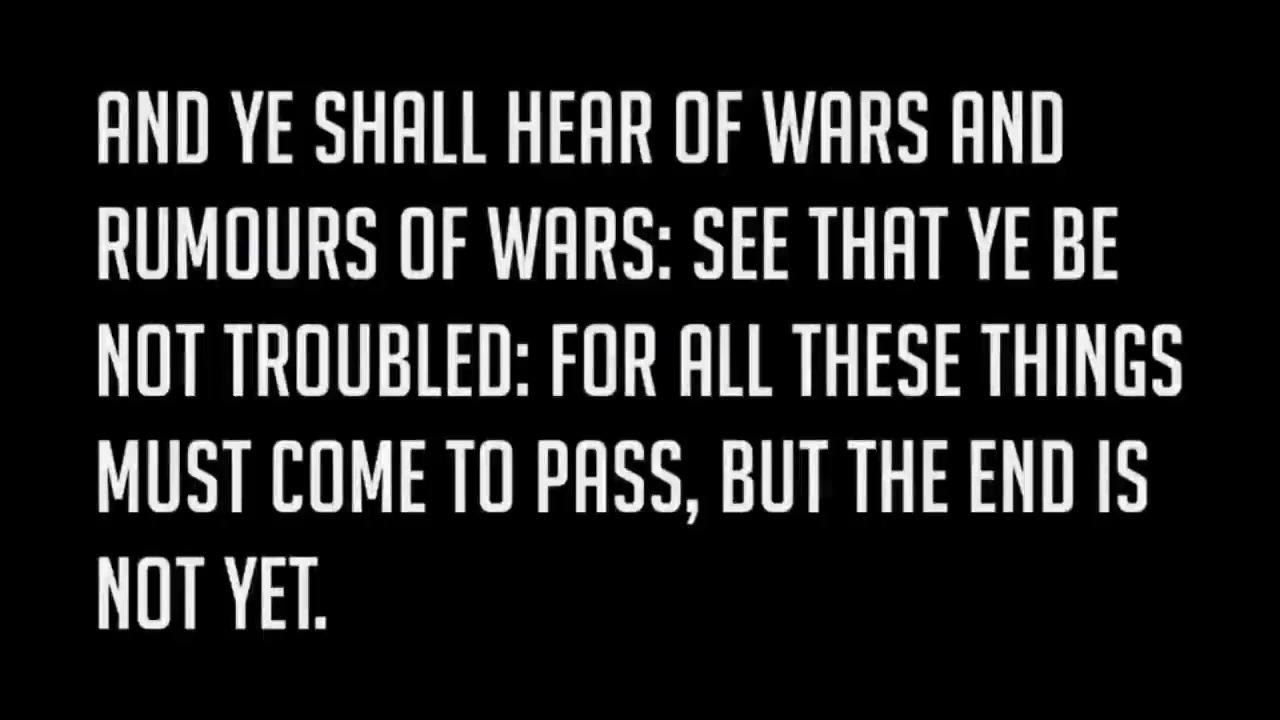 AND YE SHALL HEAR OF WARS AND
RUMOURS OF WARS: SEE THAT YE BE
NOT TROUBLED: FOR ALL THESE THINGS
MUST COME TO PASS, BUT THE END IS
NOT YET.